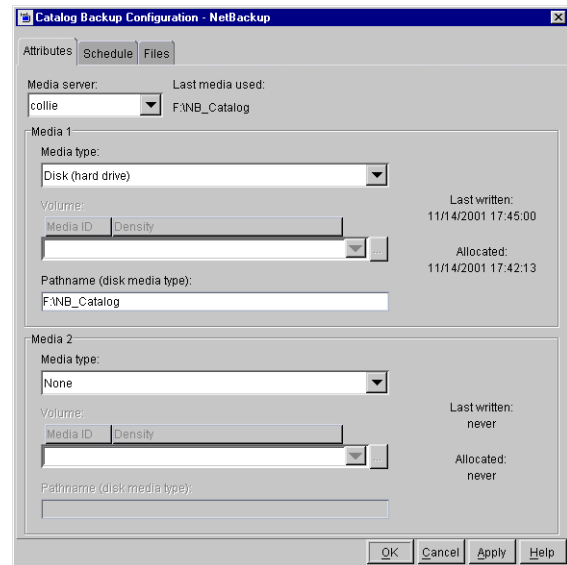 Catalog Backup Configuration - NetBackup
Attributes Schedule Files
Media server: Last media used:
collie F:\NB_Catalog
Media 1
Media type:
Disk (hard drive)
Volume:
Media ID Density
...
Last written:
11/14/2001 17:45:00
Allocated:
11/14/2001 17:42:13
Pathname (disk media type):
F:\NB_Catalog
Media 2
Media type:
None
Volume:
Media ID Density
...
Last written:
never
Allocated:
never
Pathname (disk media type):
OK Cancel Apply Help